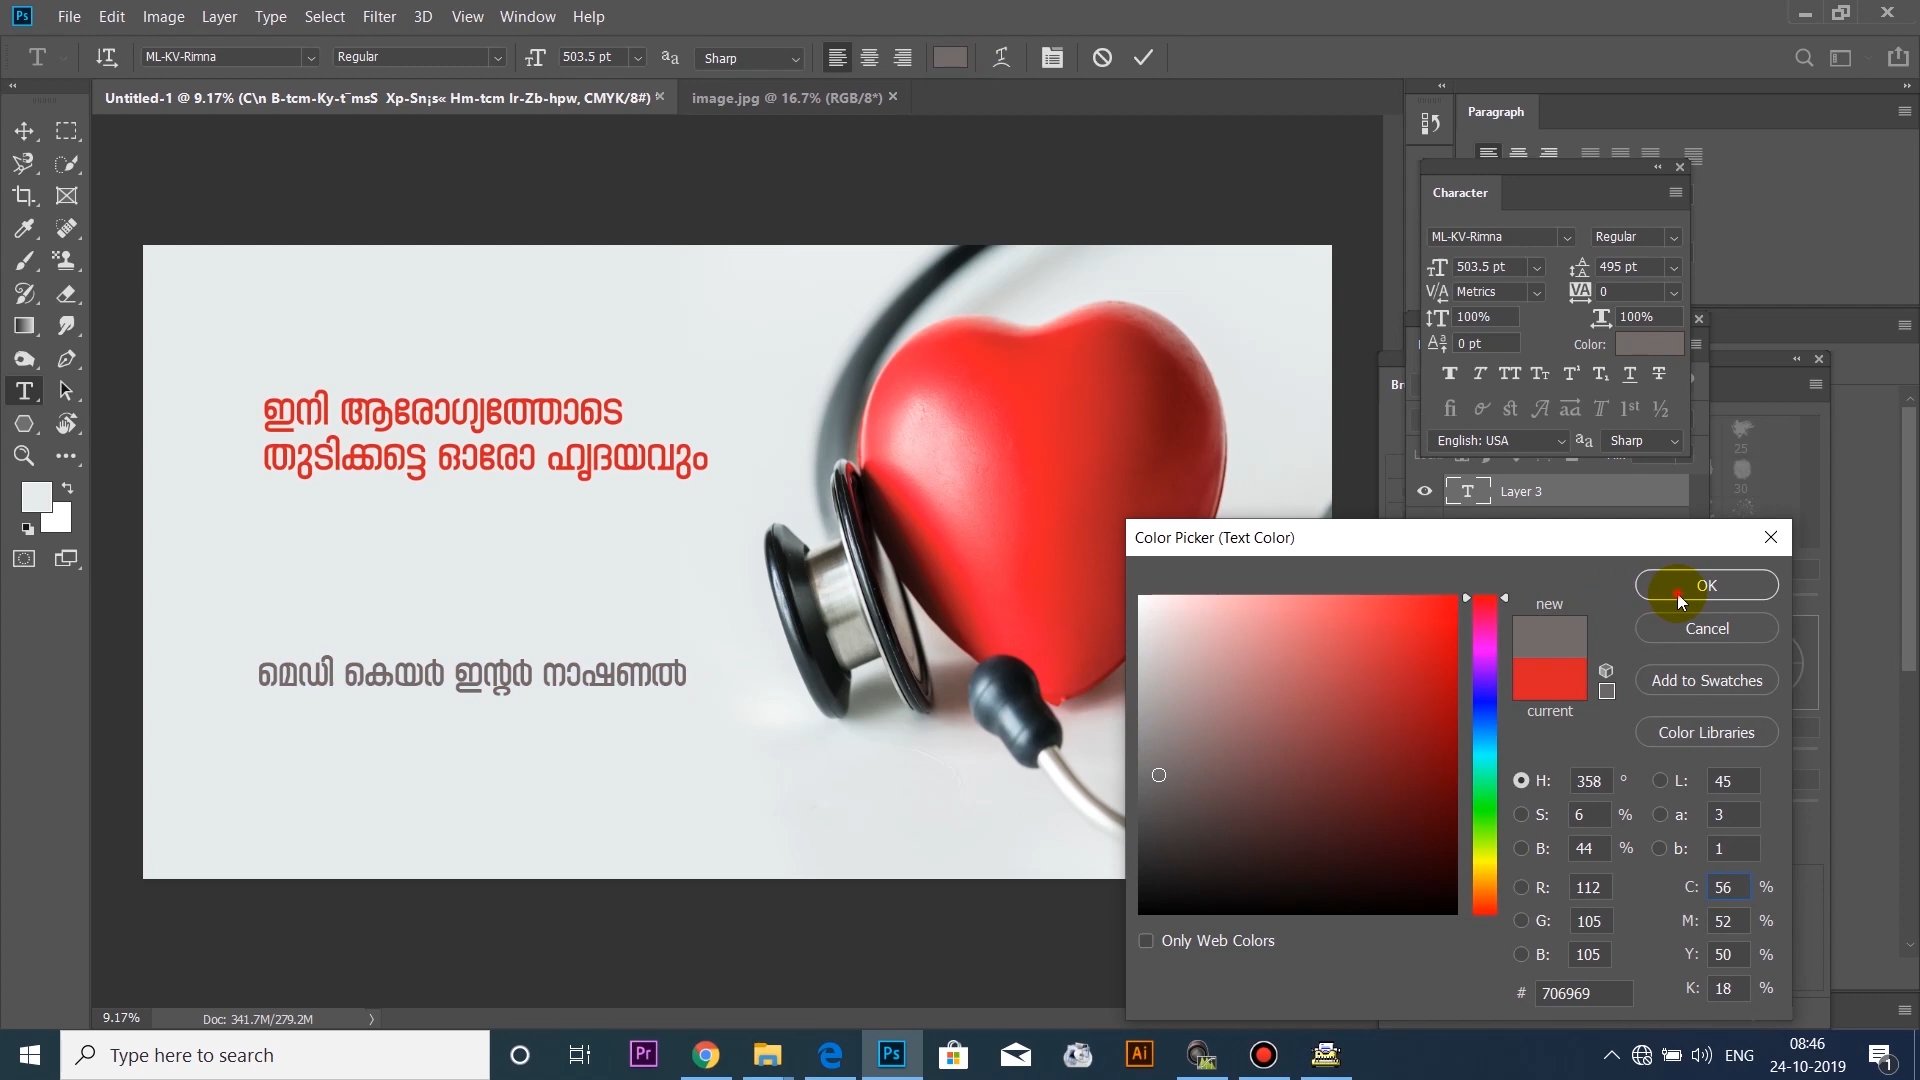 File Edit Image Layer Type Select Filter 3D View Window Help
ML-KV-Rimna Regular 503.5 pt Sharp
Untitled-1 @ 9.17% (C\n B-tcm-Ky-t¯msS Xp-Sn¡s« Hm-tcm lr-Zb-hpw, CMYK/8#) image.jpg @ 16.7% (RGB/8*)
Paragraph
Character
ML-KV-Rimna Regular
503.5 pt 495 pt
Metrics 0
100% 100%
0 pt Color:
English: USA Sharp
25
30
Layer 3
ഇനി ആരോഗ്യത്തോടെ
തുടിക്കട്ടെ ഓരോ ഹൃദയവും
മെഡി കെയർ ഇന്റർ നാഷണൽ
Color Picker (Text Color)
new
current
OK
Cancel
Add to Swatches
Color Libraries
H: 358 ° L: 45
S: 6 % a: 3
B: 44 % b: 1
R: 112 C: 56 %
G: 105 M: 52 %
B: 105 Y: 50 %
# 706969 K: 18 %
Only Web Colors
9.17% Doc: 341.7M/279.2M
Type here to search
ENG
08:46
24-10-2019
1